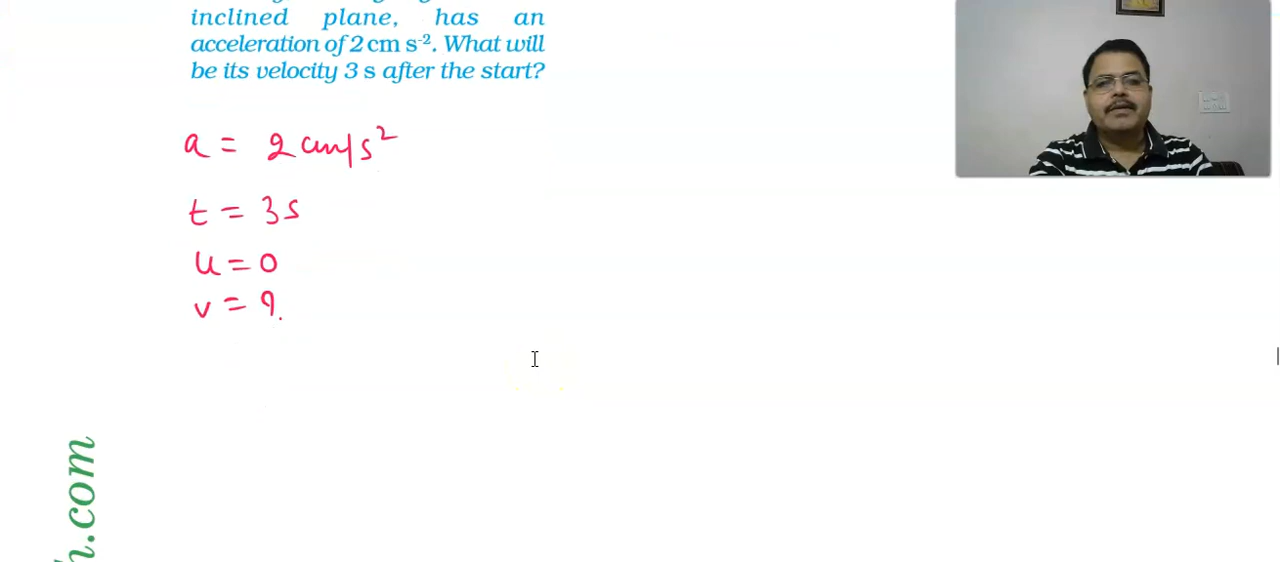 inclined plane, has an
acceleration of 2 cm s⁻². What will
be its velocity 3 s after the start?
a = 2 cm/s²
t = 3s
u = 0
v = ?
h.com